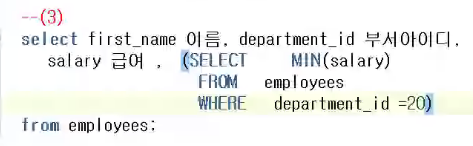 --(3)
select first_name 이름, department_id 부서아이디,
salary 급여 , (SELECT MIN(salary)
FROM employees
WHERE department_id =20)
from employees;